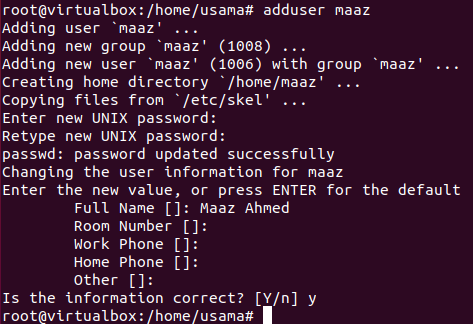 root@virtualbox:/home/usama# adduser maaz
Adding user `maaz' ...
Adding new group `maaz' (1008) ...
Adding new user `maaz' (1006) with group `maaz' ...
Creating home directory `/home/maaz' ...
Copying files from `/etc/skel' ...
Enter new UNIX password:
Retype new UNIX password:
passwd: password updated successfully
Changing the user information for maaz
Enter the new value, or press ENTER for the default
        Full Name []: Maaz Ahmed
        Room Number []:
        Work Phone []:
        Home Phone []:
        Other []:
Is the information correct? [Y/n] y
root@virtualbox:/home/usama#